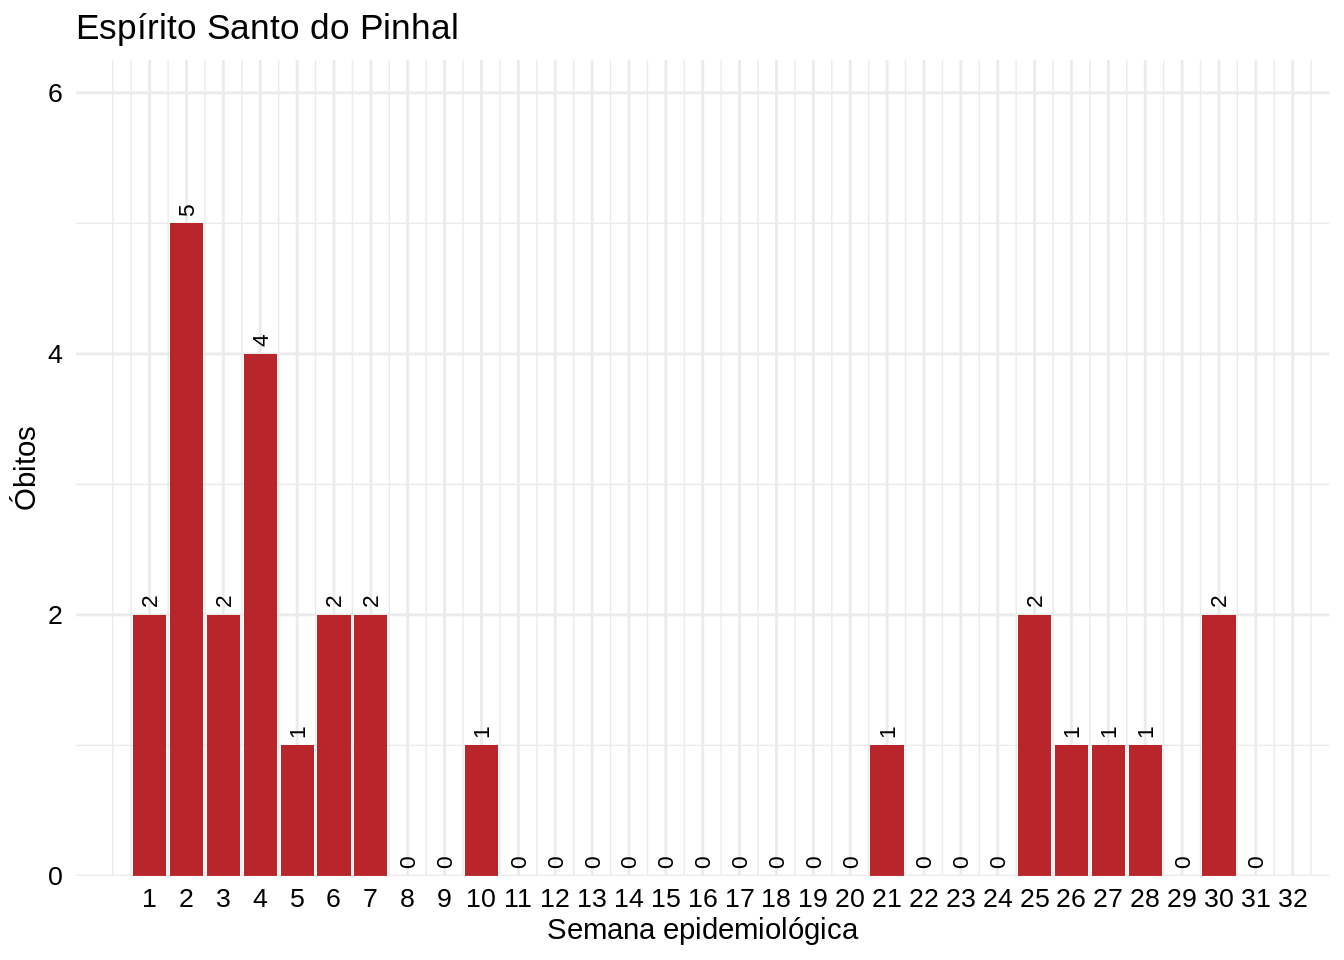 Espírito Santo do Pinhal
6
4
2
0
Óbitos
2 5 2 4 1 2 2 0 0 1 0 0 0 0 0 0 0 0 0 0 1 0 0 0 2 1 1 1 0 2 0
1 2 3 4 5 6 7 8 9 10 11 12 13 14 15 16 17 18 19 20 21 22 23 24 25 26 27 28 29 30 31 32
Semana epidemiológica